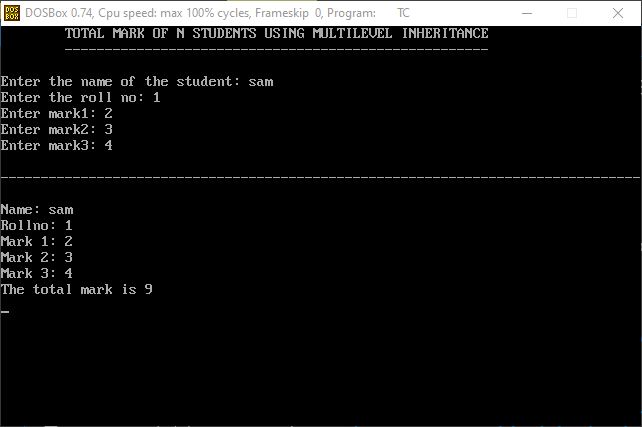 DOSBox 0.74, Cpu speed: max 100% cycles, Frameskip 0, Program: TC
TOTAL MARK OF N STUDENTS USING MULTILEVEL INHERITANCE
-----------------------------------------------------
Enter the name of the student: sam
Enter the roll no: 1
Enter mark1: 2
Enter mark2: 3
Enter mark3: 4
--------------------------------------------------------------------------------
Name: sam
Rollno: 1
Mark 1: 2
Mark 2: 3
Mark 3: 4
The total mark is 9